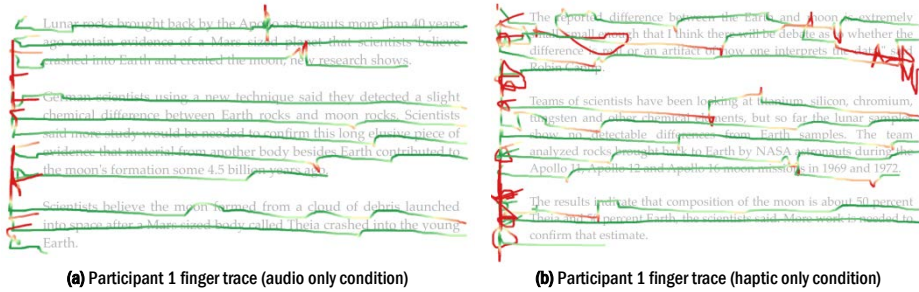 Lunar rocks brought back by the Apollo astronauts more than 40 years
ago contain evidence of a Mars-sized planet that scientists believe
crashed into Earth and created the moon, new research shows.
German scientists using a new technique said they detected a slight
chemical difference between Earth rocks and moon rocks. Scientists
said more study would be needed to confirm this long elusive piece of
evidence that material from another body besides Earth contributed to
the moon's formation some 4.5 billion years ago.
Scientists believe the moon formed from a cloud of debris launched
into space after a Mars-sized body called Theia crashed into the young
Earth.
(a) Participant 1 finger trace (audio only condition)
The reported difference between the Earth and moon is extremely
small enough that I think there will be debate as to whether the
difference is real or an artifact of how one interprets the data," said
Robin Canup.
Teams of scientists have been looking at titanium, silicon, chromium,
tungsten and other chemical elements, but so far the lunar samples
show no detectable differences from Earth samples. The team
analyzed rocks brought back to Earth by NASA astronauts during the
Apollo 11, Apollo 12 and Apollo 16 moon missions in 1969 and 1972.
The results indicate that composition of the moon is about 50 percent
Theia and 50 percent Earth, the scientists said. More work is needed to
confirm that estimate.
(b) Participant 1 finger trace (haptic only condition)